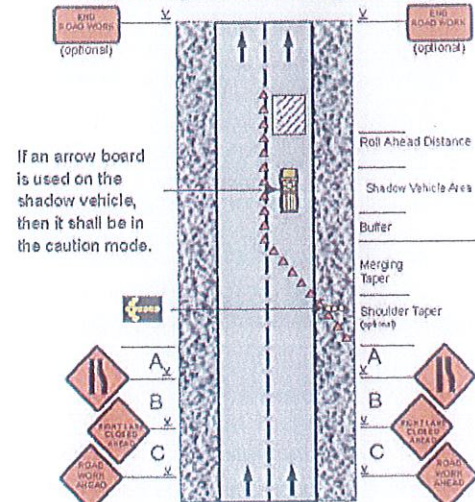 END
ROAD WORK
(optional)
END
ROAD WORK
(optional)
If an arrow board
is used on the
shadow vehicle,
then it shall be in
the caution mode.
Roll Ahead Distance
Shadow Vehicle Area
Buffer
Merging
Taper
Shoulder Taper
(optional)
A
B
C
A
B
C
RIGHT LANE
CLOSED
AHEAD
ROAD
WORK
AHEAD
RIGHT LANE
CLOSED
AHEAD
ROAD
WORK
AHEAD